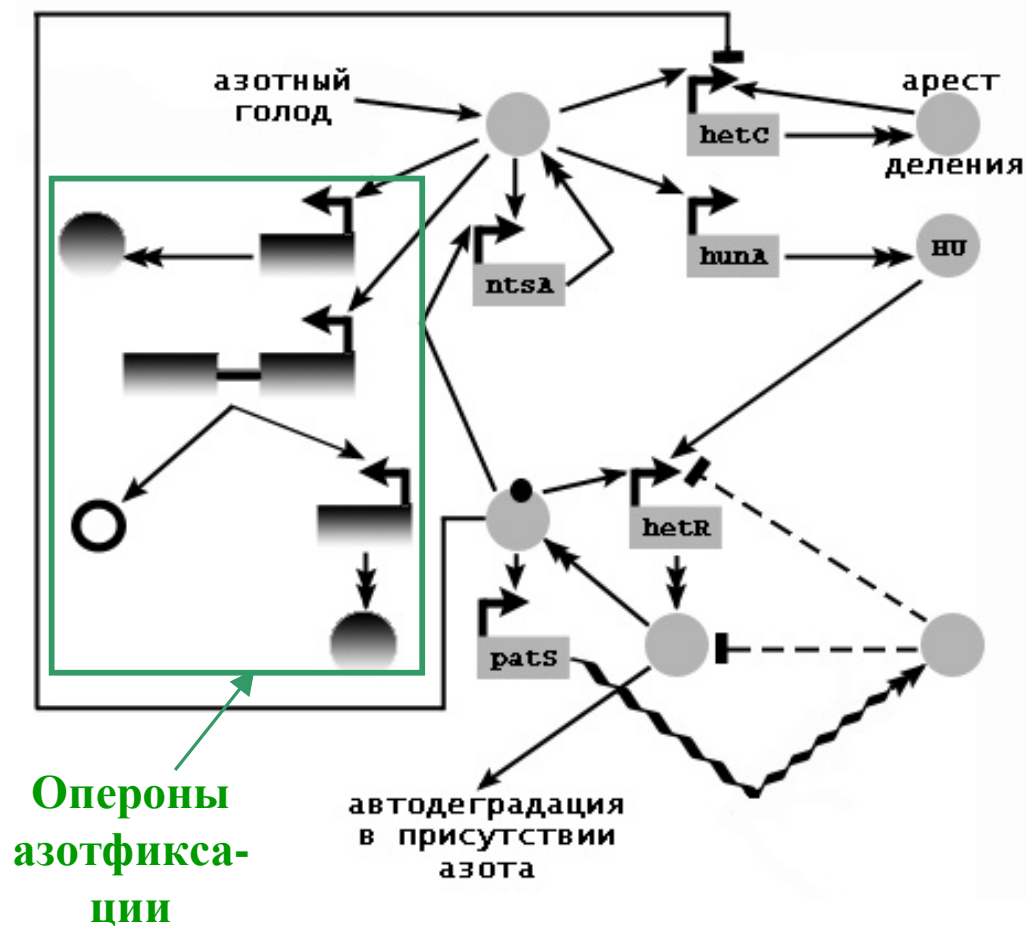 азотный
голод
арест
hetC
деления
hunA
HU
ntsA
hetR
patS
автодеградация
в присутствии
азота
Опероны
азотфикса-
ции